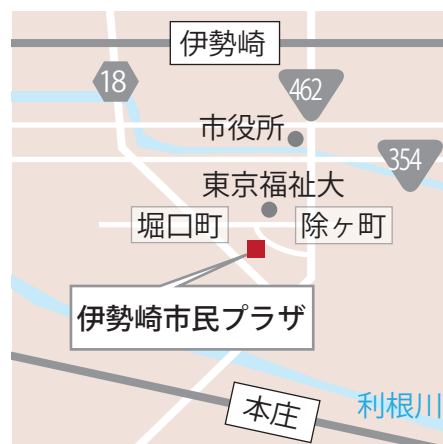 伊勢崎
18
462
市役所
354
東京福祉大
堀口町
除ヶ町
伊勢崎市民プラザ
本庄
利根川